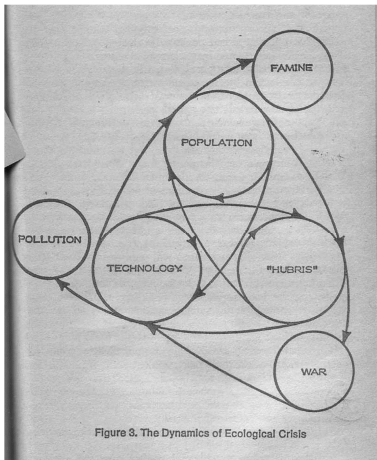 FAMINE
POPULATION
POLLUTION
TECHNOLOGY
"HUBRIS"
WAR
Figure 3. The Dynamics of Ecological Crisis